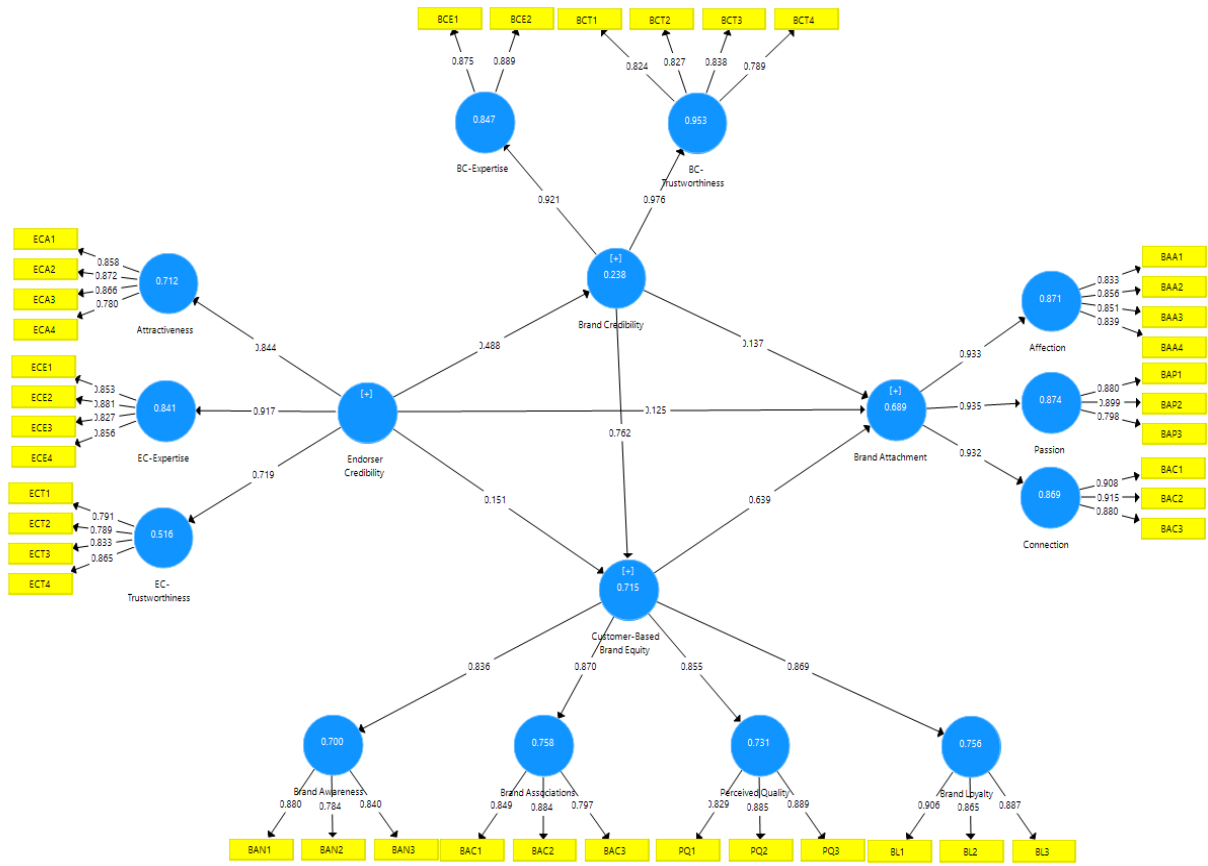 BCE1
BCE2
BCT1
BCT2
BCT3
BCT4
0.875
0.889
0.824
0.827
0.838
0.789
0.847
0.953
BC-Expertise
BC-
Trustworthiness
0.921
0.976
ECA1
ECA2
ECA3
ECA4
0.858
0.872
0.866
0.780
0.712
Attractiveness
[+]
0.238
Brand Credibility
BAA1
BAA2
BAA3
BAA4
0.833
0.856
0.851
0.839
0.871
Affection
0.844
0.488
0.137
0.933
ECE1
ECE2
ECE3
ECE4
0.853
0.881
0.827
0.856
0.841
EC-Expertise
0.917
[+]
Endorser
Credibility
0.125
0.762
[+]
0.689
Brand Attachment
0.935
0.874
Passion
BAP1
BAP2
BAP3
0.880
0.899
0.798
0.932
0.869
Connection
BAC1
BAC2
BAC3
0.908
0.915
0.880
0.719
0.151
0.639
ECT1
ECT2
ECT3
ECT4
0.791
0.789
0.833
0.865
0.516
EC-
Trustworthiness
[+]
0.715
Customer-Based
Brand Equity
0.836
0.870
0.855
0.869
0.700
Brand Awareness
0.758
Brand Associations
0.731
Perceived Quality
0.756
Brand Loyalty
0.880
0.784
0.840
0.849
0.884
0.797
0.829
0.885
0.889
0.906
0.865
0.887
BAN1
BAN2
BAN3
BAC1
BAC2
BAC3
PQ1
PQ2
PQ3
BL1
BL2
BL3